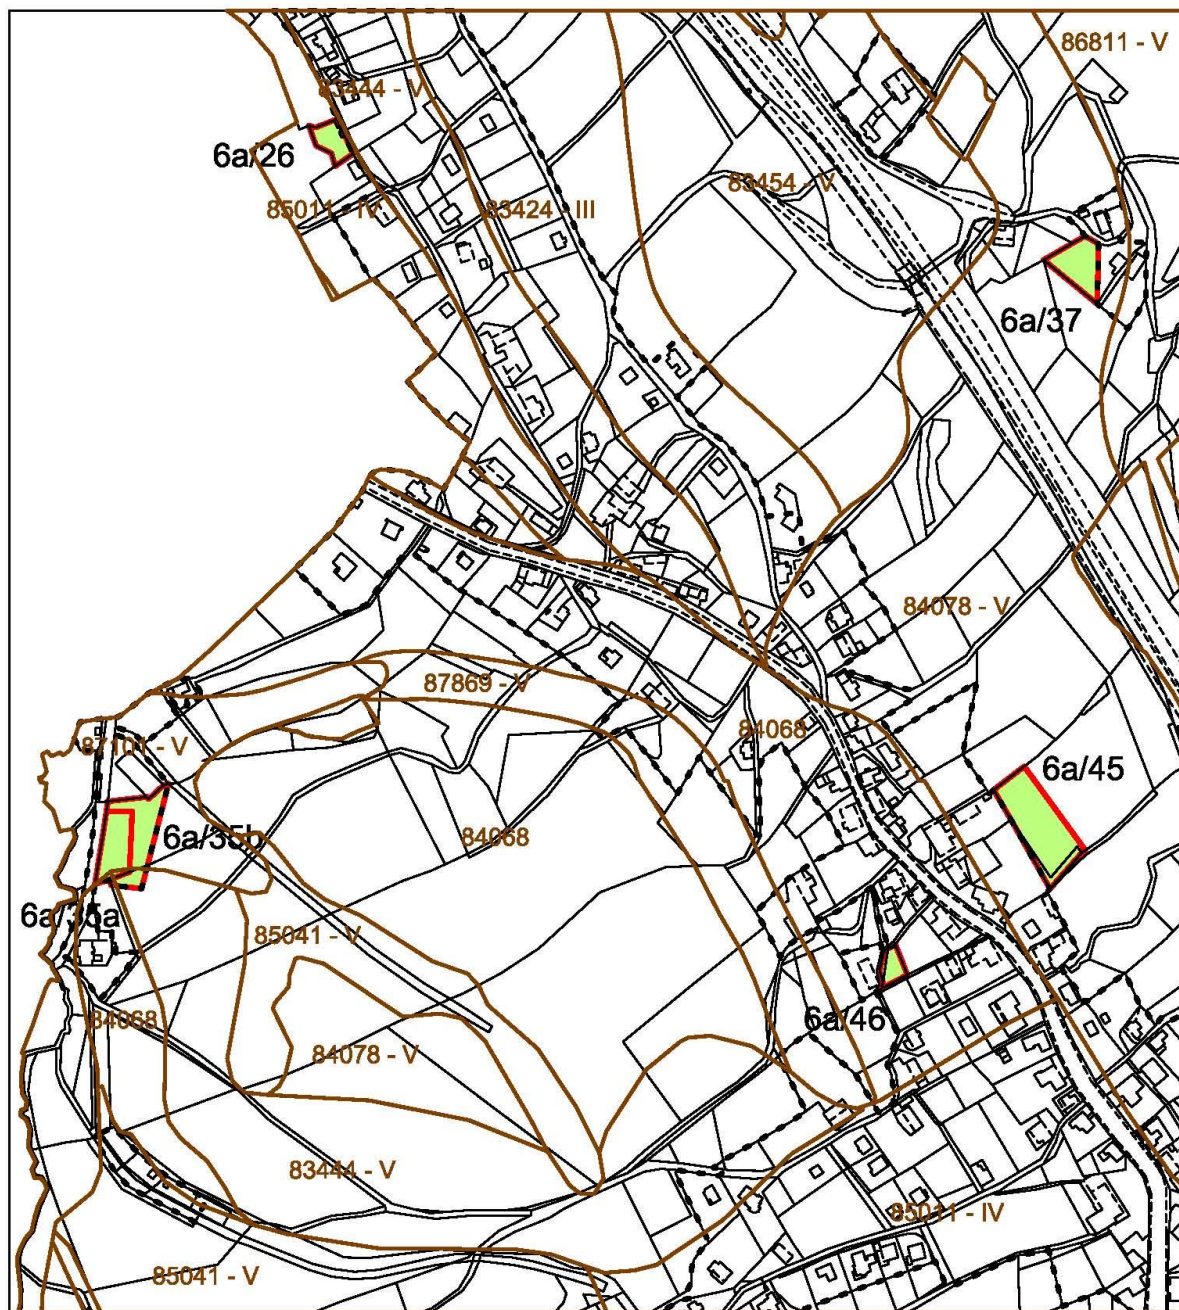 86811 - V
83444 - V
6a/26
83454 - V
85011 - IV
83424 - III
6a/37
84078 - V
87869 - V
84068
87101 - V
6a/45
6a/35b
84068
6a/35a
85041 - V
84068
6a/46
84078 - V
83444 - V
85011 - IV
85041 - V